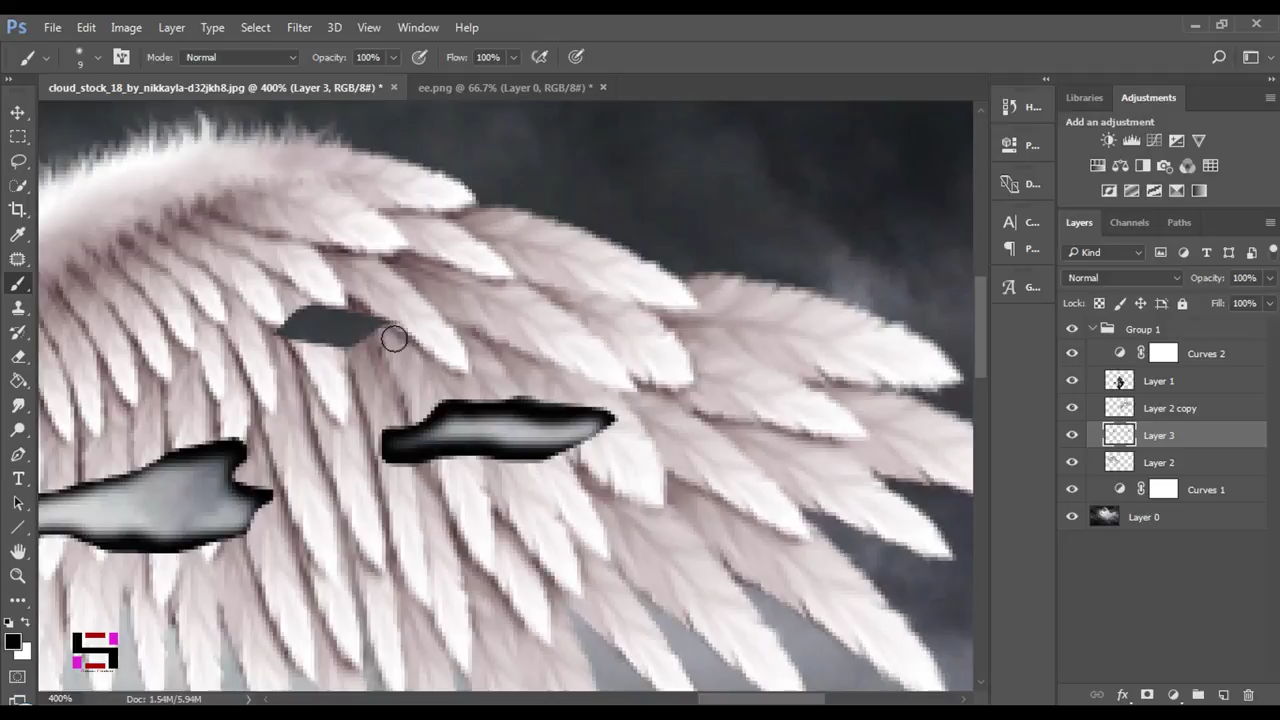 Ps File Edit Image Layer Type Select Filter 3D View Window Help
9 Mode: Normal Opacity: 100% Flow: 100%
cloud_stock_18_by_nikkayla-d32jkh8.jpg @ 400% (Layer 3, RGB/8#) * × ee.png @ 66.7% (Layer 0, RGB/8#) * ×
H...
P...
D...
C...
P...
G...
Libraries Adjustments
Add an adjustment
Layers Channels Paths
Kind
Normal Opacity: 100%
Lock: Fill: 100%
Group 1
Curves 2
Layer 1
Layer 2 copy
Layer 3
Layer 2
Curves 1
Layer 0
400% Doc: 1.54M/5.94M